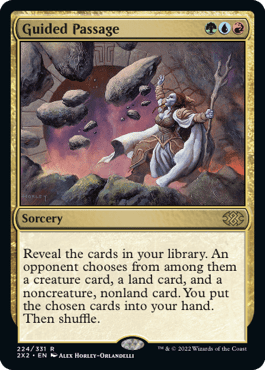 Guided Passage
Sorcery
Reveal the cards in your library. An
opponent chooses from among them
a creature card, a land card, and a
noncreature, nonland card. You put
the chosen cards into your hand.
Then shuffle.
224/331 R
2X2 • EN ALEX HORLEY-ORLANDELLI
™ & © 2022 Wizards of the Coast